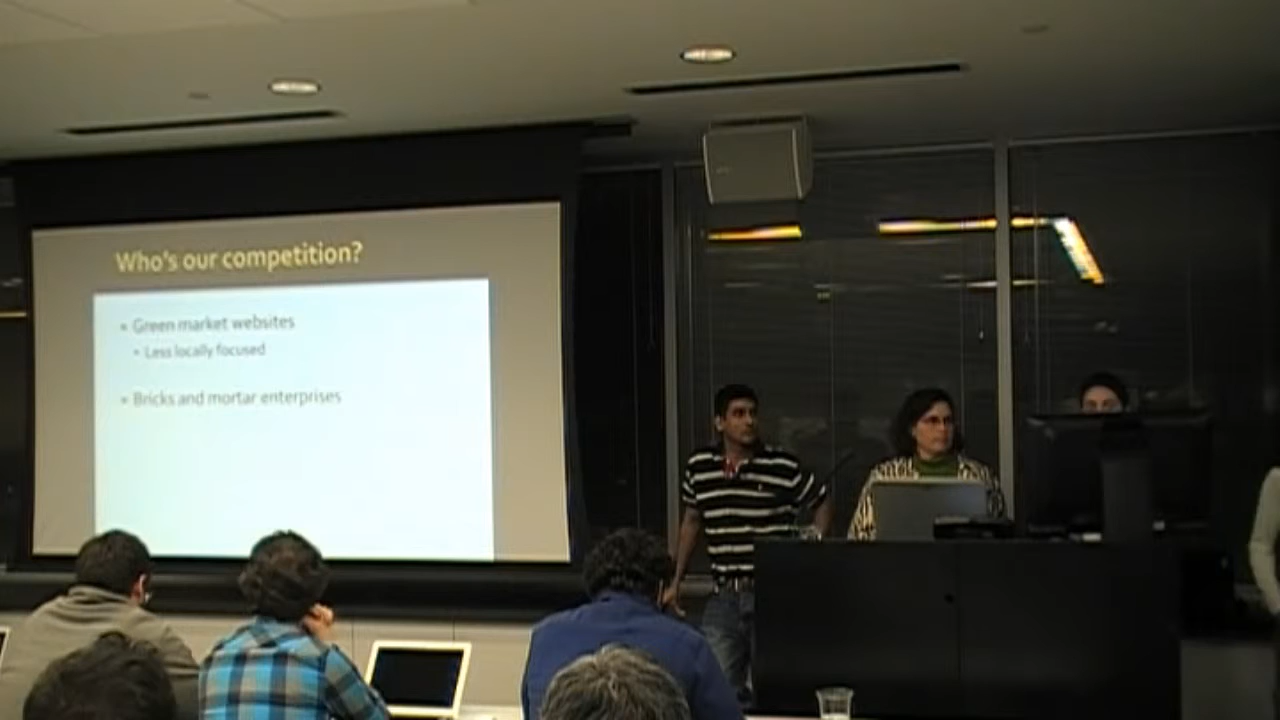 Who's our competition?
Green market websites
Less locally focused
Bricks and mortar enterprises